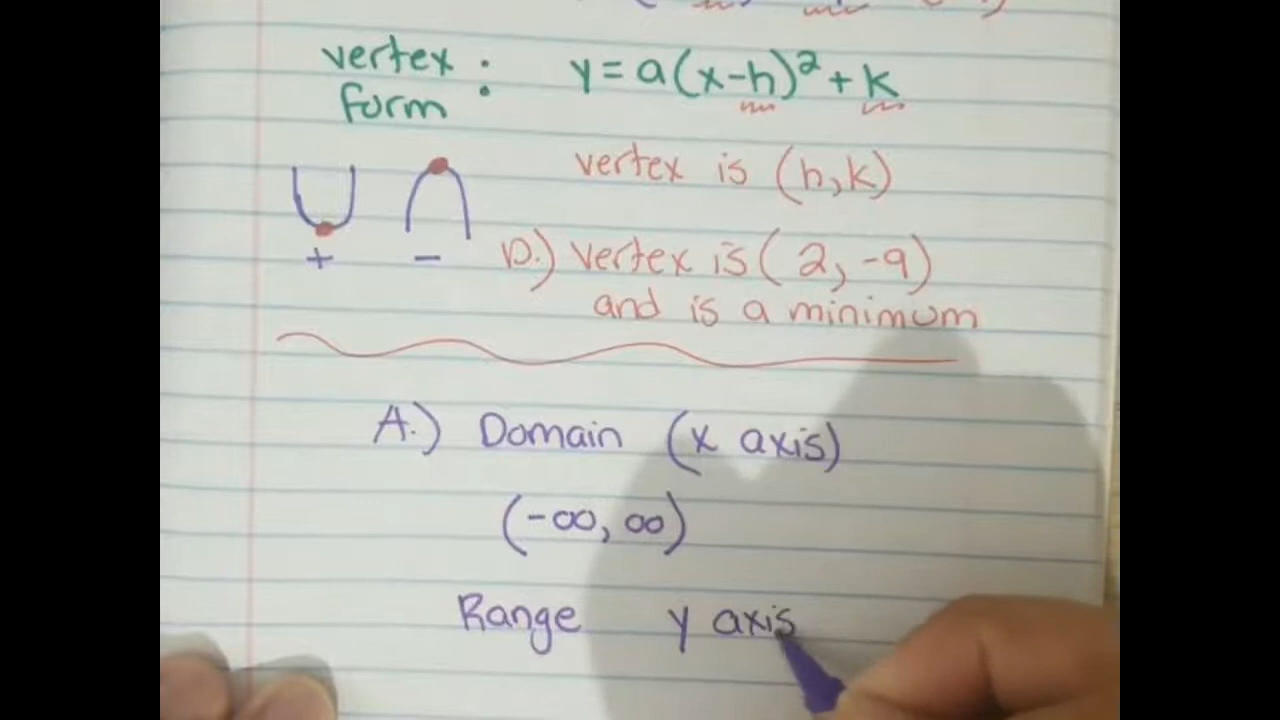 vertex : y = a(x-h)² + k
form
vertex is (h,k)
+ -
D.) vertex is (2, -9)
and is a minimum
A.) Domain (x axis)
(-∞, ∞)
Range y axis